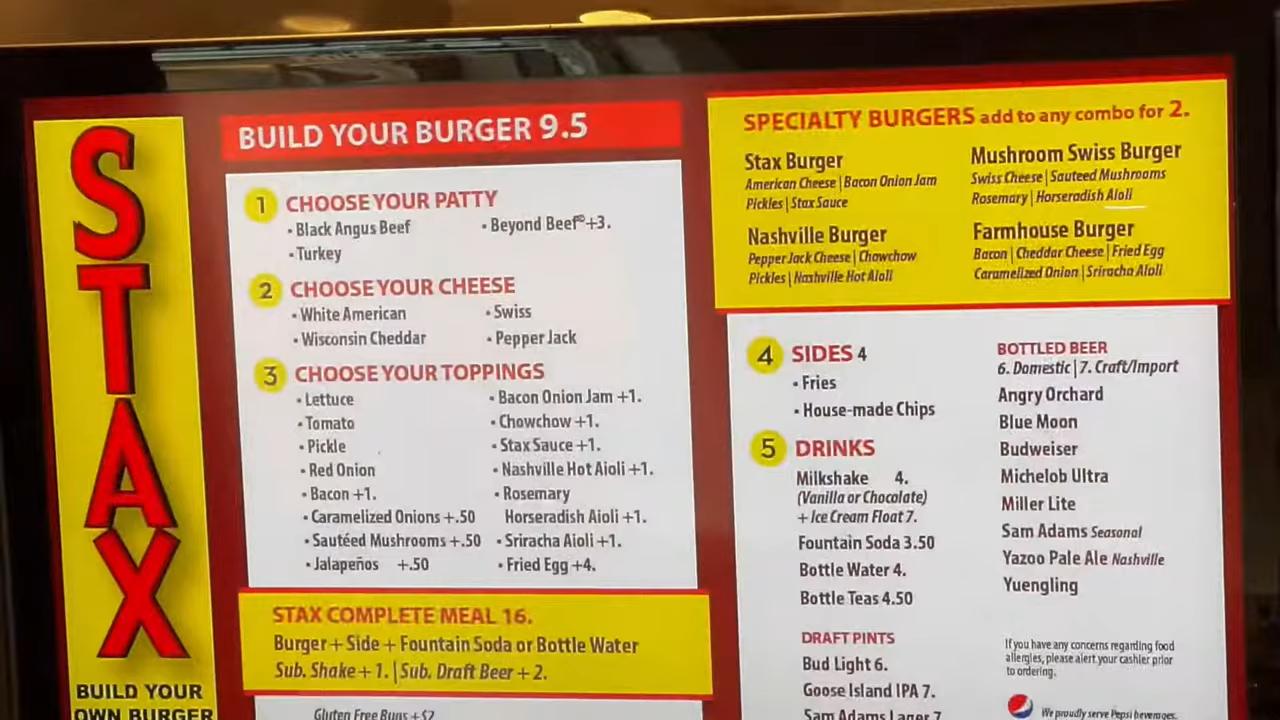 STAX
BUILD YOUR
OWN BURGER
BUILD YOUR BURGER 9.5
1 CHOOSE YOUR PATTY
• Black Angus Beef
• Turkey
• Beyond Beef®+3.
2 CHOOSE YOUR CHEESE
• White American
• Wisconsin Cheddar
• Swiss
• Pepper Jack
3 CHOOSE YOUR TOPPINGS
• Lettuce
• Tomato
• Pickle
• Red Onion
• Bacon +1.
• Caramelized Onions +.50
• Sautéed Mushrooms +.50
• Jalapeños +.50
• Bacon Onion Jam +1.
• Chowchow +1.
• Stax Sauce +1.
• Nashville Hot Aioli +1.
• Rosemary
Horseradish Aioli +1.
• Sriracha Aioli +1.
• Fried Egg +4.
STAX COMPLETE MEAL 16.
Burger + Side + Fountain Soda or Bottle Water
Sub. Shake + 1. | Sub. Draft Beer + 2.
Gluten Free Buns +$2
SPECIALTY BURGERS add to any combo for 2.
Stax Burger
American Cheese | Bacon Onion Jam
Pickles | Stax Sauce
Nashville Burger
Pepper Jack Cheese | Chowchow
Pickles | Nashville Hot Aioli
Mushroom Swiss Burger
Swiss Cheese | Sauteed Mushrooms
Rosemary | Horseradish Aioli
Farmhouse Burger
Bacon | Cheddar Cheese | Fried Egg
Caramelized Onion | Sriracha Aioli
4 SIDES 4
• Fries
• House-made Chips
5 DRINKS
Milkshake 4.
(Vanilla or Chocolate)
+ Ice Cream Float 7.
Fountain Soda 3.50
Bottle Water 4.
Bottle Teas 4.50
DRAFT PINTS
Bud Light 6.
Goose Island IPA 7.
Sam Adams Lager 7
BOTTLED BEER
6. Domestic | 7. Craft/Import
Angry Orchard
Blue Moon
Budweiser
Michelob Ultra
Miller Lite
Sam Adams Seasonal
Yazoo Pale Ale Nashville
Yuengling
If you have any concerns regarding food
allergies, please alert your cashier prior
to ordering.
We proudly serve Pepsi beverages.